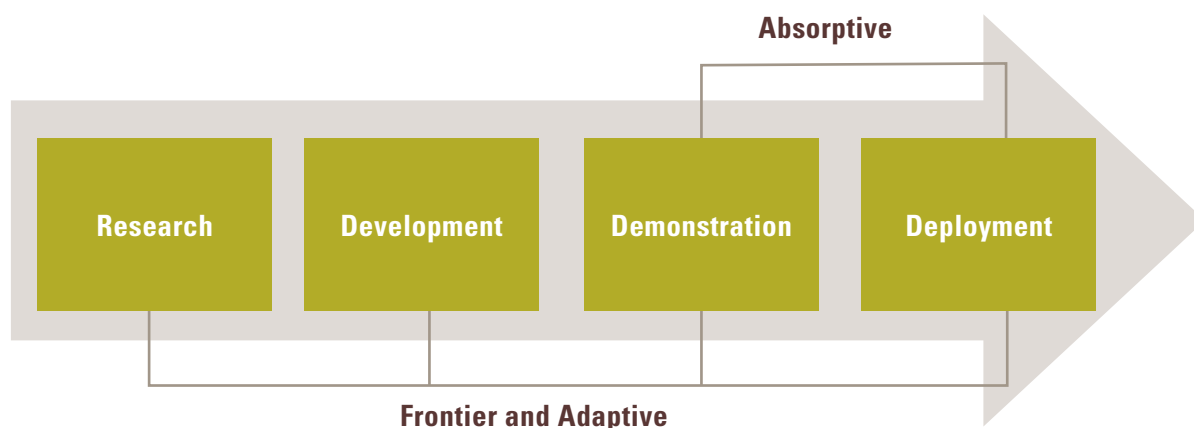 Absorptive
Research
Development
Demonstration
Deployment
Frontier and Adaptive